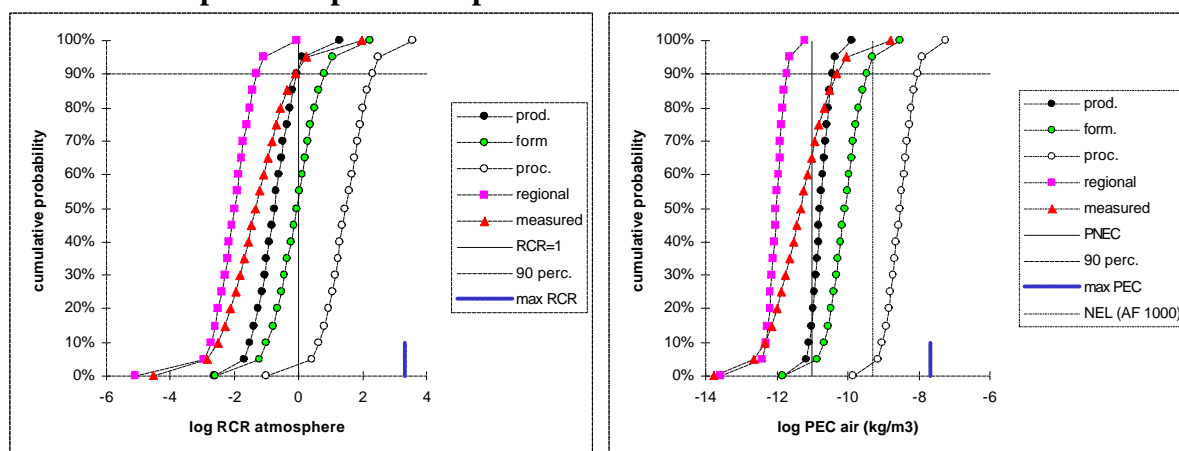 100%
90%
80%
70%
60%
50%
40%
30%
20%
10%
0%
cumulative probability
-6 -4 -2 0 2 4
log RCR atmosphere
prod.
form
proc.
regional
measured
RCR=1
90 perc.
max RCR
100%
90%
80%
70%
60%
50%
40%
30%
20%
10%
0%
cumulative probability
-14 -12 -10 -8 -6
log PEC air (kg/m3)
prod.
form.
proc.
regional
measured
PNEC
90 perc.
max PEC
NEL (AF 1000)